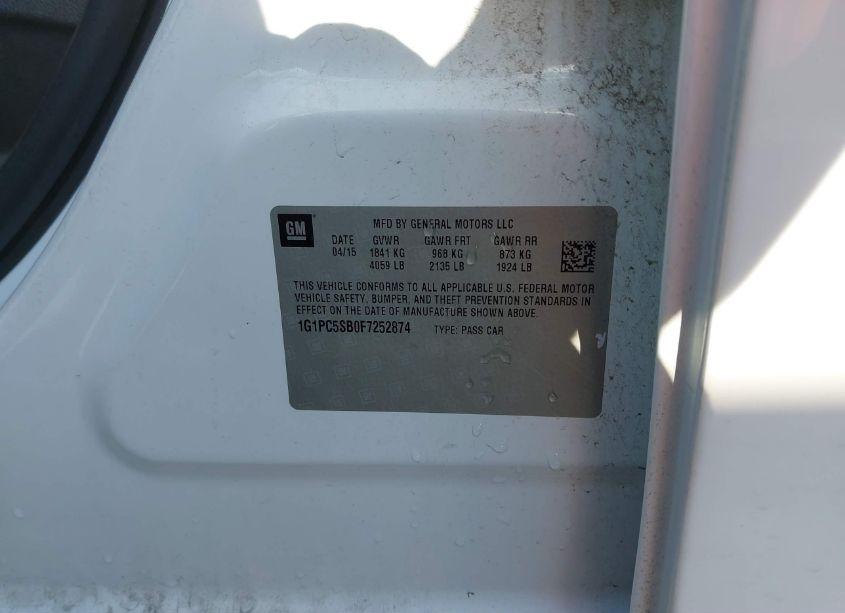 GM
MFD BY GENERAL MOTORS LLC
DATE GVWR GAWR FRT GAWR RR
04/15 1841 KG 968 KG 873 KG
4059 LB 2135 LB 1924 LB
THIS VEHICLE CONFORMS TO ALL APPLICABLE U.S. FEDERAL MOTOR
VEHICLE SAFETY, BUMPER, AND THEFT PREVENTION STANDARDS IN
EFFECT ON THE DATE OF MANUFACTURE SHOWN ABOVE.
1G1PC5SB0F7252874 TYPE: PASS CAR
R